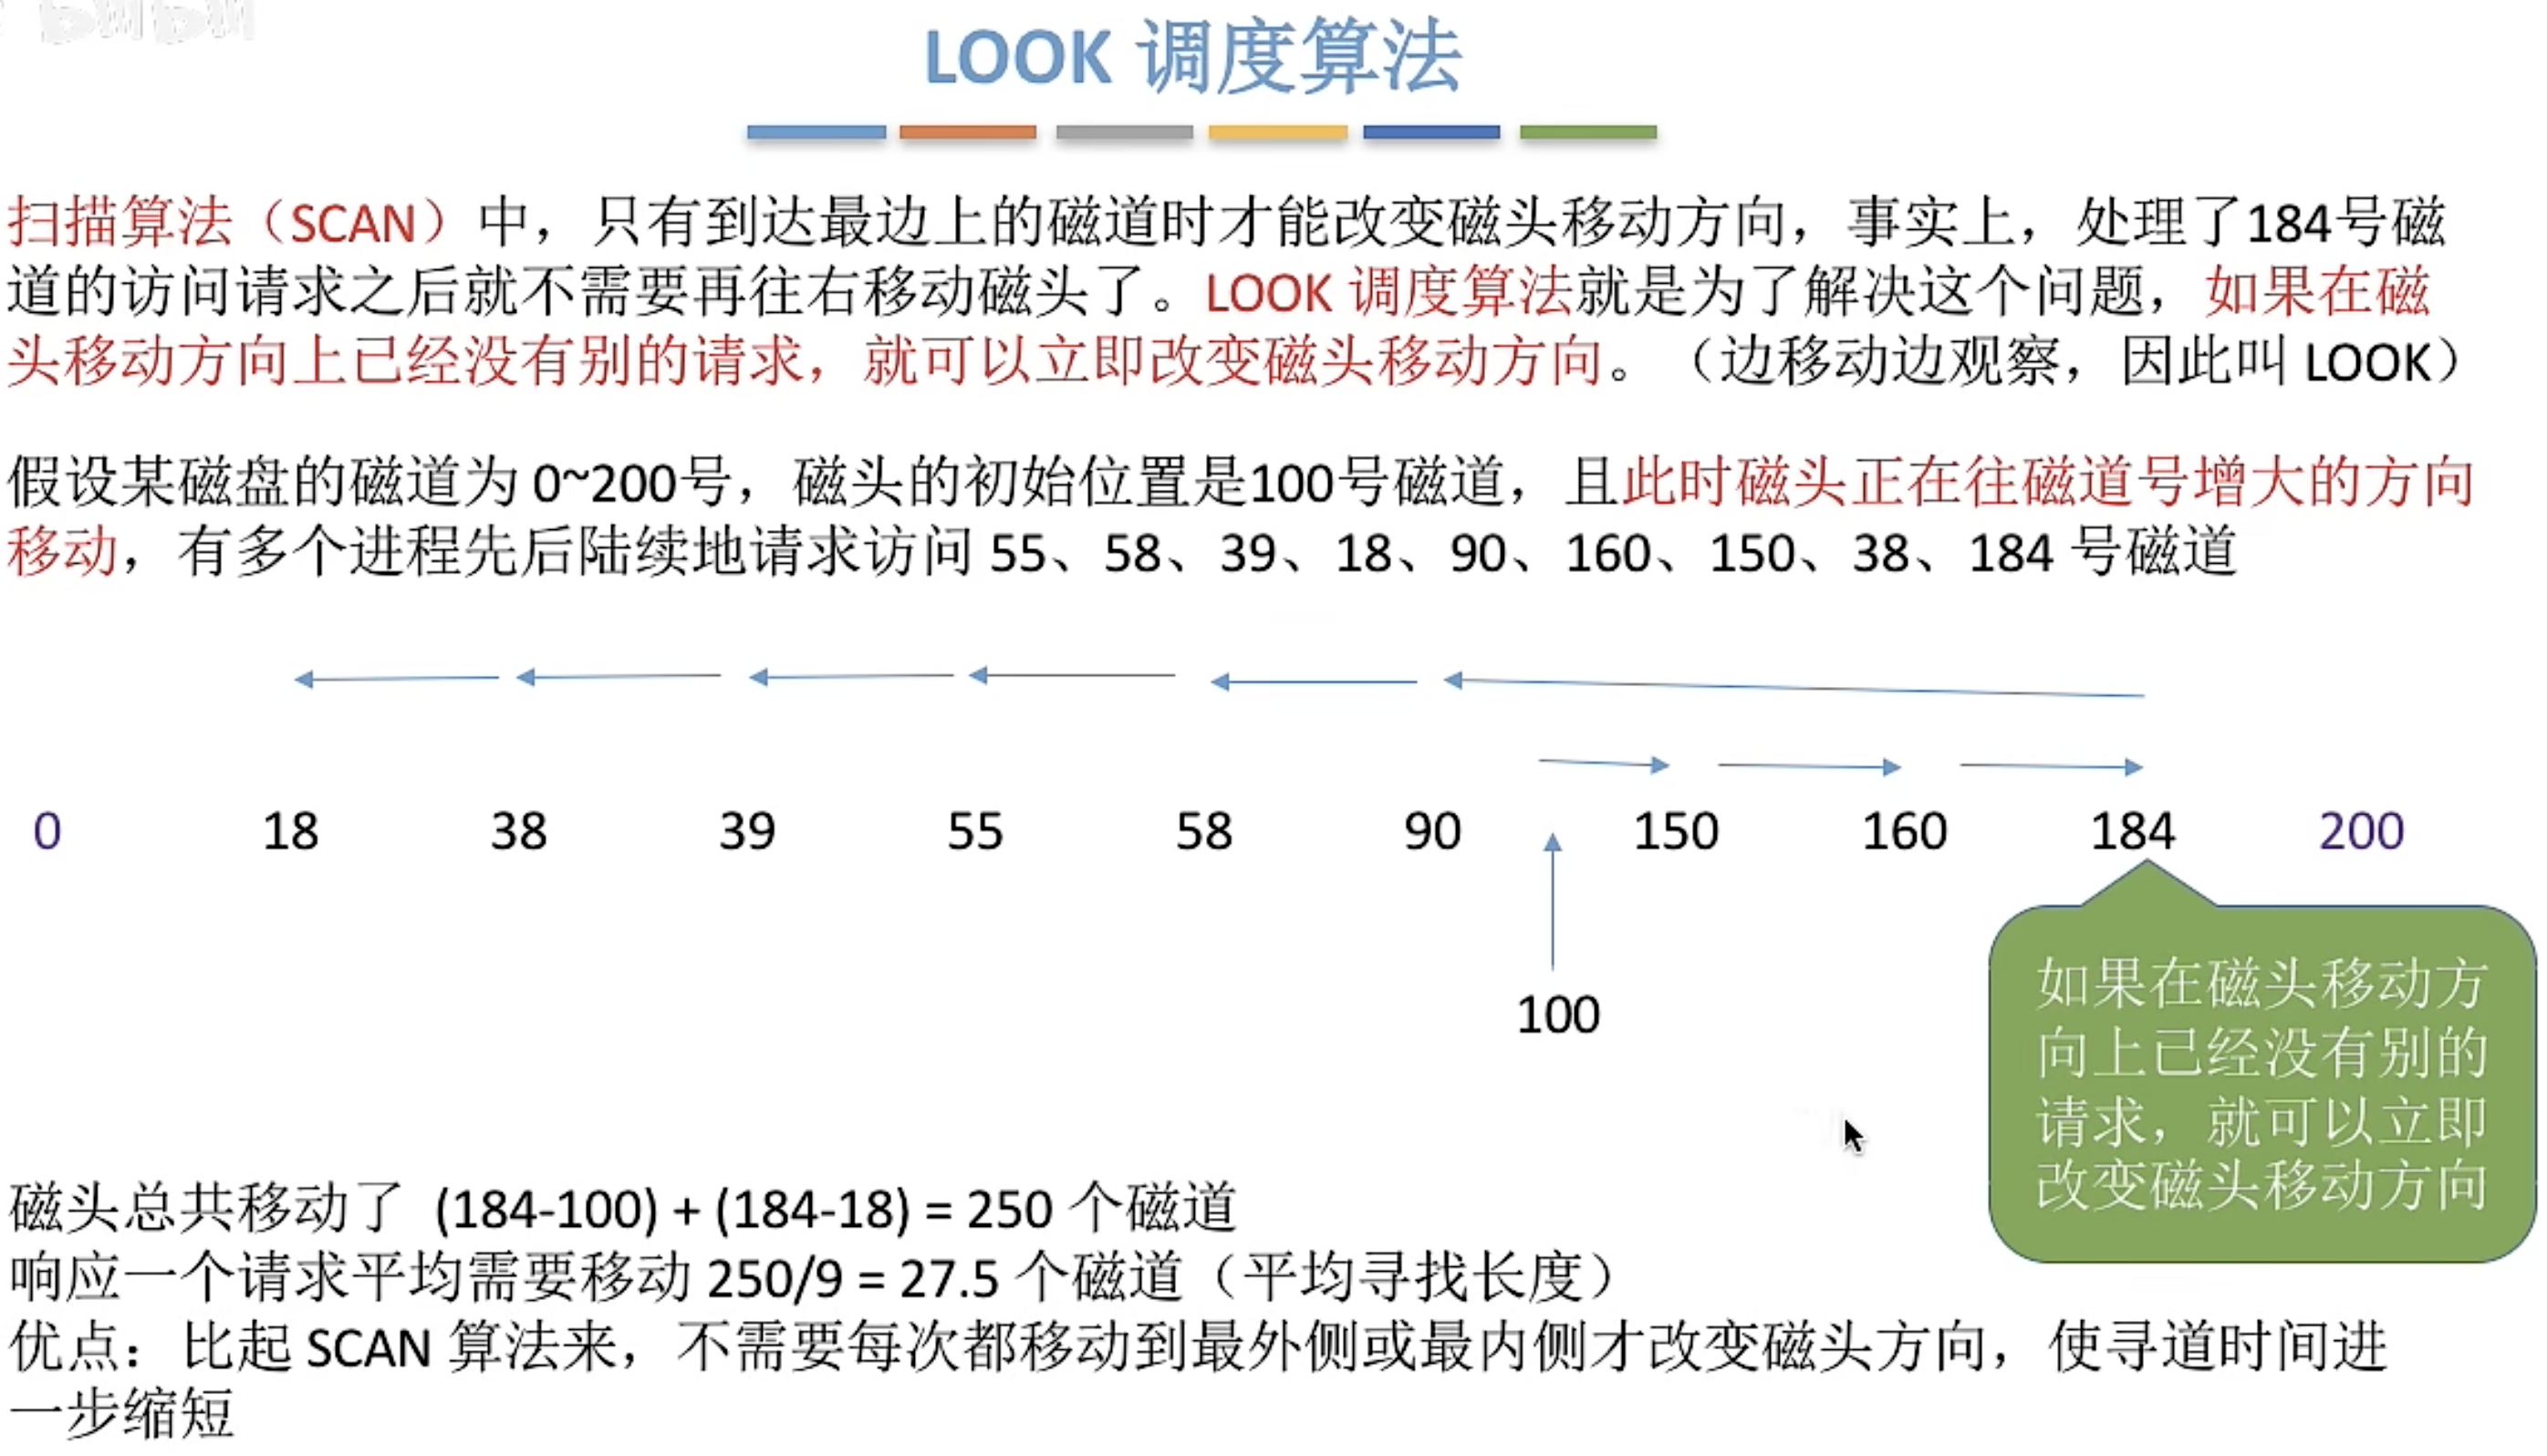 LOOK 调度算法
扫描算法（SCAN）中，只有到达最边上的磁道时才能改变磁头移动方向，事实上，处理了184号磁
道的访问请求之后就不需要再往右移动磁头了。LOOK 调度算法就是为了解决这个问题，如果在磁
头移动方向上已经没有别的请求，就可以立即改变磁头移动方向。（边移动边观察，因此叫 LOOK）
假设某磁盘的磁道为 0~200号，磁头的初始位置是100号磁道，且此时磁头正在往磁道号增大的方向
移动，有多个进程先后陆续地请求访问 55、58、39、18、90、160、150、38、184 号磁道
0 18 38 39 55 58 90 150 160 184 200
100
如果在磁头移动方
向上已经没有别的
请求，就可以立即
改变磁头移动方向
磁头总共移动了 (184-100) + (184-18) = 250 个磁道
响应一个请求平均需要移动 250/9 = 27.5 个磁道（平均寻找长度）
优点：比起 SCAN 算法来，不需要每次都移动到最外侧或最内侧才改变磁头方向，使寻道时间进
一步缩短